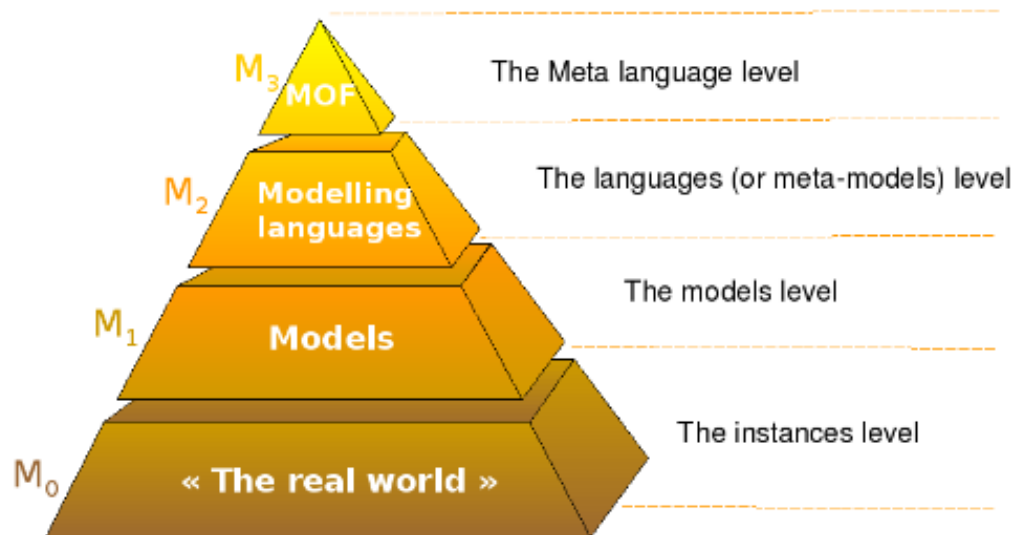 M3
MOF
The Meta language level
M2
Modelling
languages
The languages (or meta-models) level
M1
Models
The models level
M0
« The real world »
The instances level